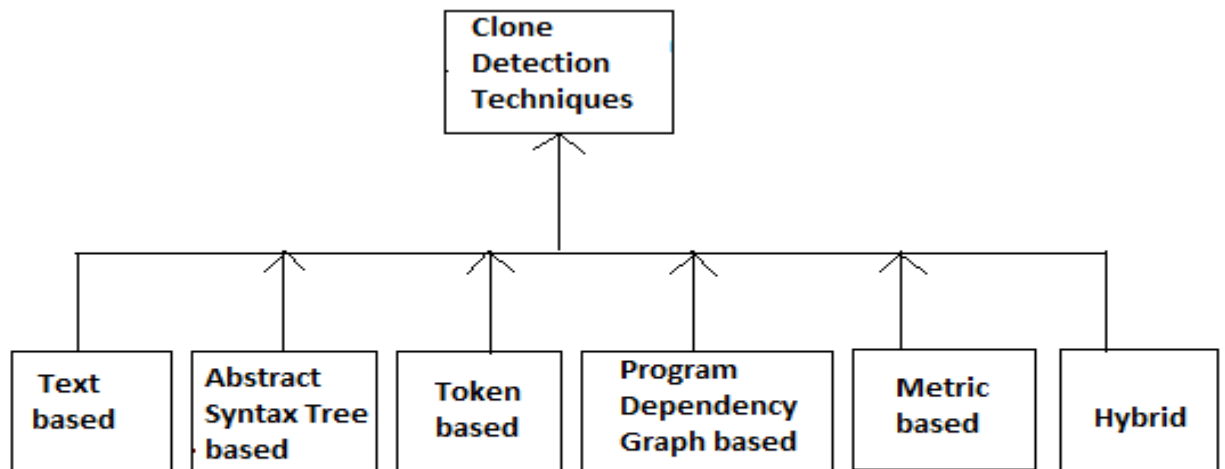 Clone
Detection
Techniques
Text
based
Abstract
Syntax Tree
based
Token
based
Program
Dependency
Graph based
Metric
based
Hybrid